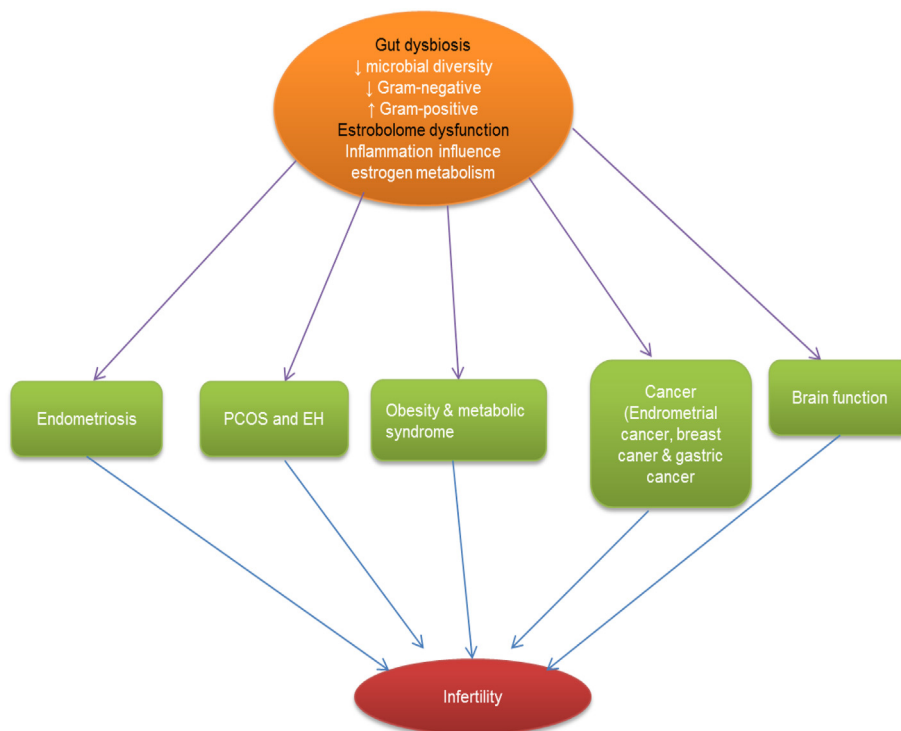 Gut dysbiosis
↓ microbial diversity
↓ Gram-negative
↑ Gram-positive
Estrobolome dysfunction
Inflammation influence
estrogen metabolism
Endometriosis
PCOS and EH
Obesity & metabolic
syndrome
Cancer
(Endrometrial
cancer, breast
caner & gastric
cancer
Brain function
Infertility